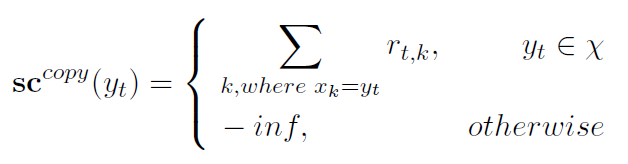 sc^{copy}(y_t) = { ∑_{k, where x_k=y_t} r_{t,k}, y_t ∈ χ
− inf, otherwise